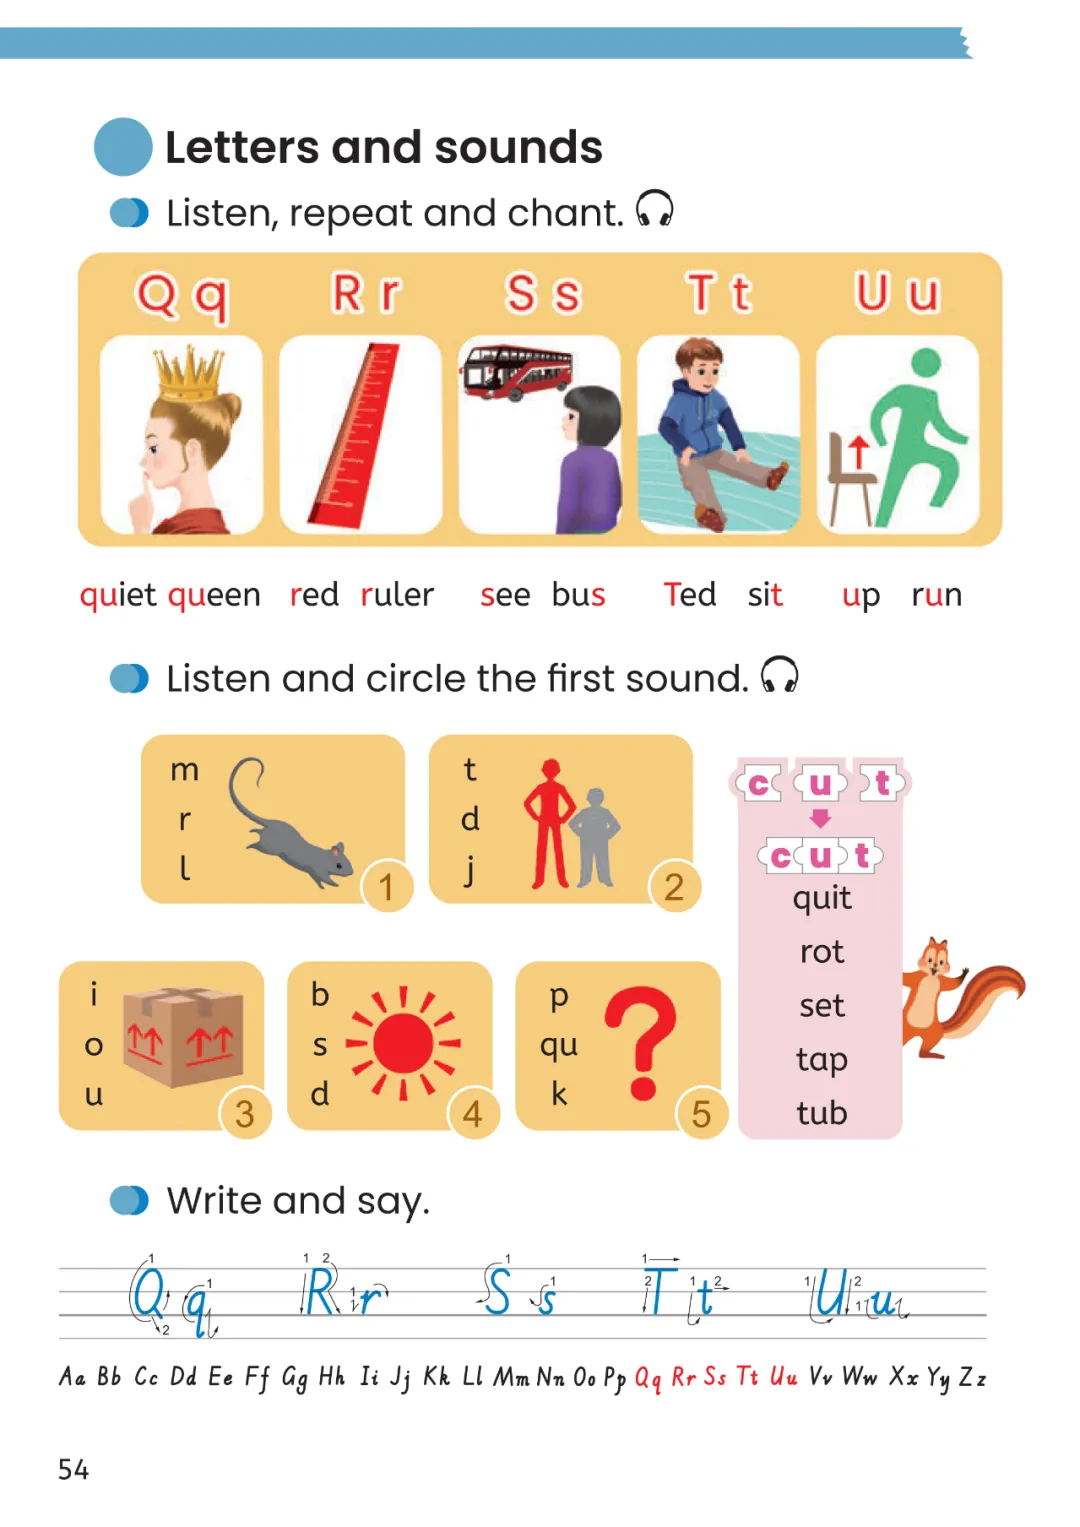 Letters and sounds
Listen, repeat and chant.
Q q R r S s T t U u
quiet queen red ruler see bus Ted sit up run
Listen and circle the first sound.
m
r
l
1
t
d
j
2
i
o
u
3
b
s
d
4
p
qu
k
5
c u t
cut
quit
rot
set
tap
tub
Write and say.
Q q R r S s T t U u
Aa Bb Cc Dd Ee Ff Gg Hh Ii Jj Kk Ll Mm Nn Oo Pp Qq Rr Ss Tt Uu Vv Ww Xx Yy Zz
54